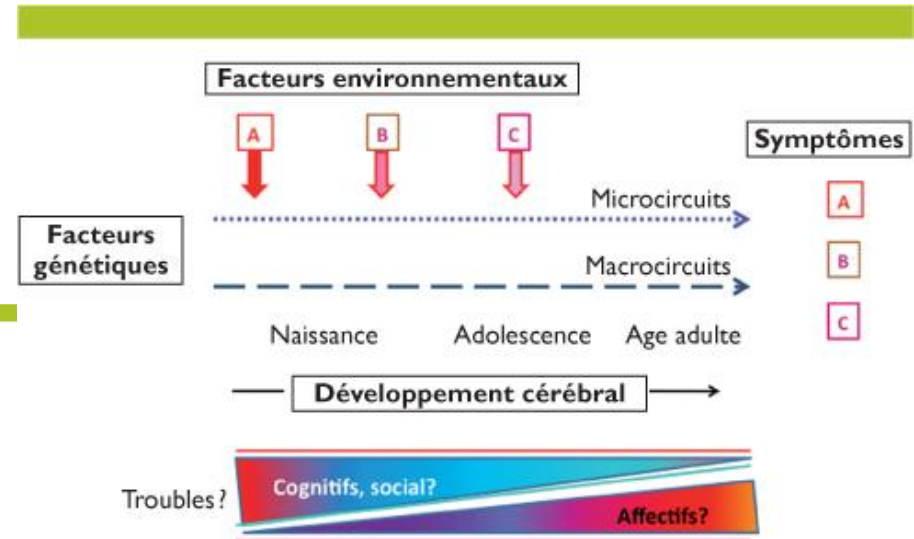 Facteurs environnementaux
A
B
C
Symptômes
Microcircuits
A
Facteurs
génétiques
B
Macrocircuits
C
Naissance
Adolescence
Age adulte
Développement cérébral
Troubles?
Cognitifs, social?
Affectifs?